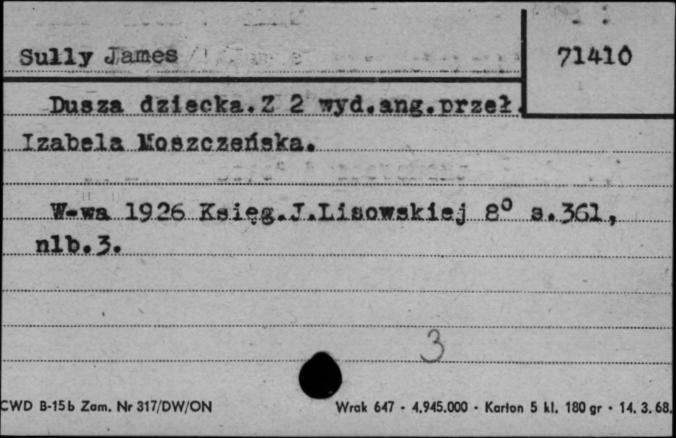 Sully James
71410
Dusza dziecka.Z 2 wyd.ang.przeł.
Izabela Moszczeńska.
W-wa 1926 Księg.J.Lisowskiej 8° s.361,
nlb.3.
3
CWD B-15b Zam. Nr 317/DW/ON
Wrak 647 - 4.945.000 - Karton 5 kl. 180 gr - 14. 3. 68.